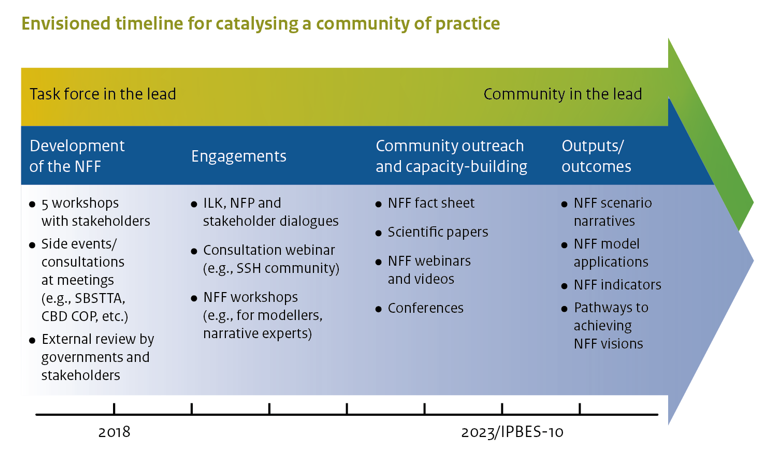 Envisioned timeline for catalysing a community of practice
Task force in the lead
Community in the lead
Development
of the NFF
Engagements
Community outreach
and capacity-building
Outputs/
outcomes
• 5 workshops
with stakeholders
• Side events/
consultations
at meetings
(e.g., SBSTTA,
CBD COP, etc.)
• External review by
governments and
stakeholders
• ILK, NFP and
stakeholder dialogues
• Consultation webinar
(e.g., SSH community)
• NFF workshops
(e.g., for modellers,
narrative experts)
• NFF fact sheet
• Scientific papers
• NFF webinars
and videos
• Conferences
• NFF scenario
narratives
• NFF model
applications
• NFF indicators
• Pathways to
achieving
NFF visions
2018
2023/IPBES-10